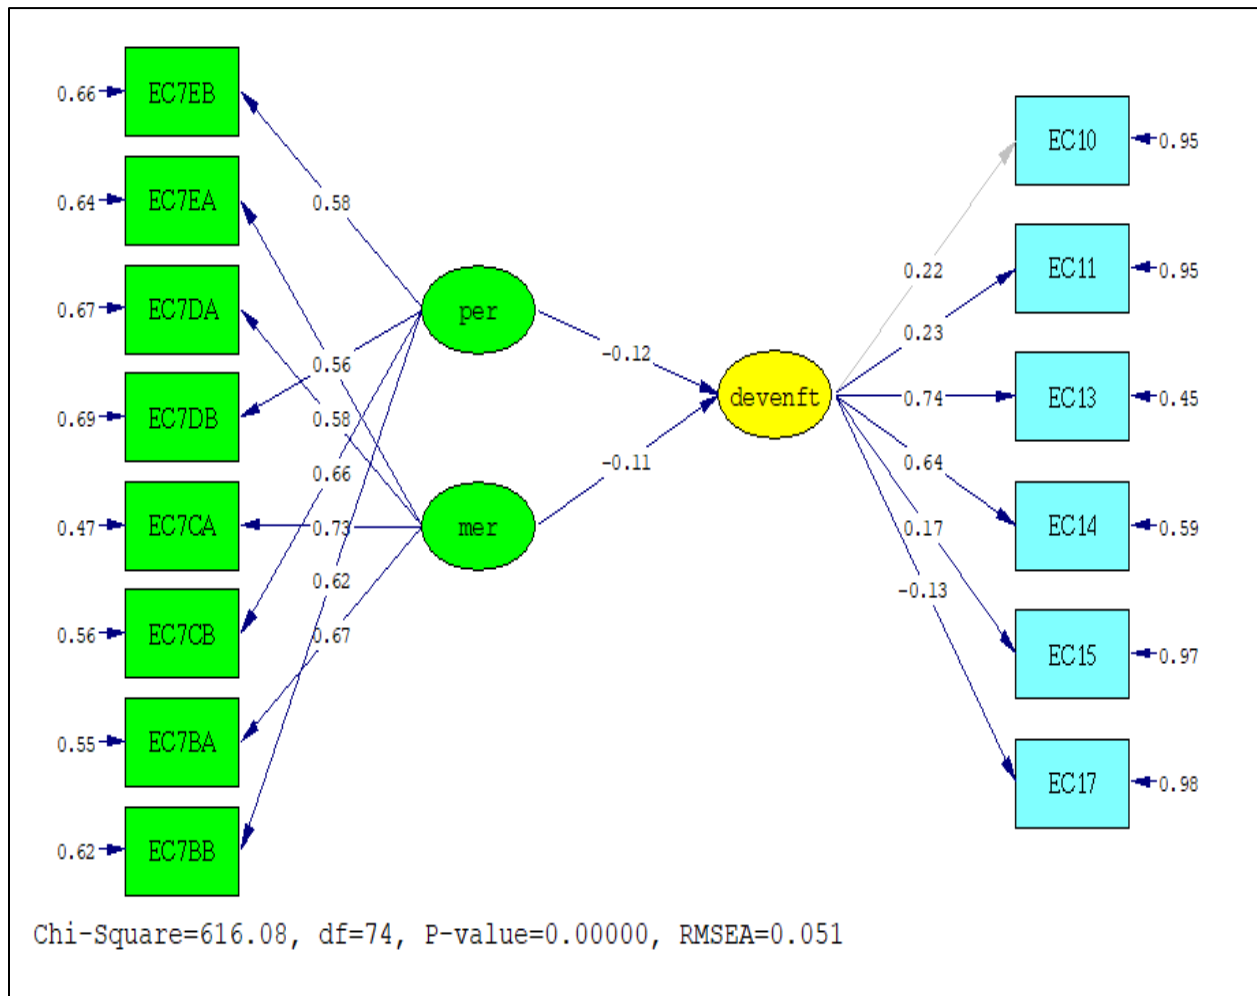 0.66 EC7EB
0.64 EC7EA
0.67 EC7DA
0.69 EC7DB
0.47 EC7CA
0.56 EC7CB
0.55 EC7BA
0.62 EC7BB
0.58
0.56
0.58
0.66
0.73
0.62
0.67
per
mer
-0.12
-0.11
devenft
0.22
0.23
0.74
0.64
0.17
-0.13
EC10 0.95
EC11 0.95
EC13 0.45
EC14 0.59
EC15 0.97
EC17 0.98
Chi-Square=616.08, df=74, P-value=0.00000, RMSEA=0.051